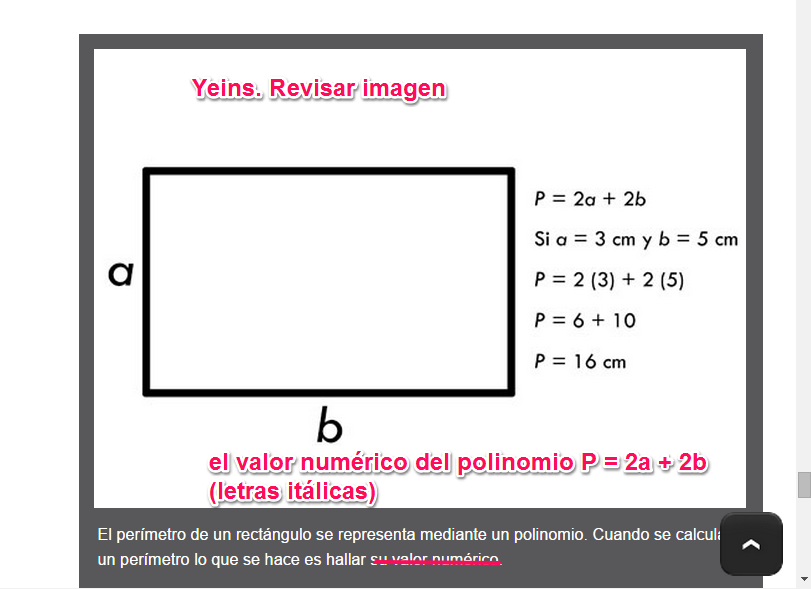 Yeins. Revisar imagen
P = 2a + 2b
Si a = 3 cm y b = 5 cm
P = 2 (3) + 2 (5)
a
P = 6 + 10
P = 16 cm
b
el valor numérico del polinomio P = 2a + 2b
(letras itálicas)
El perímetro de un rectángulo se representa mediante un polinomio. Cuando se calcula
un perímetro lo que se hace es hallar su valor numérico.